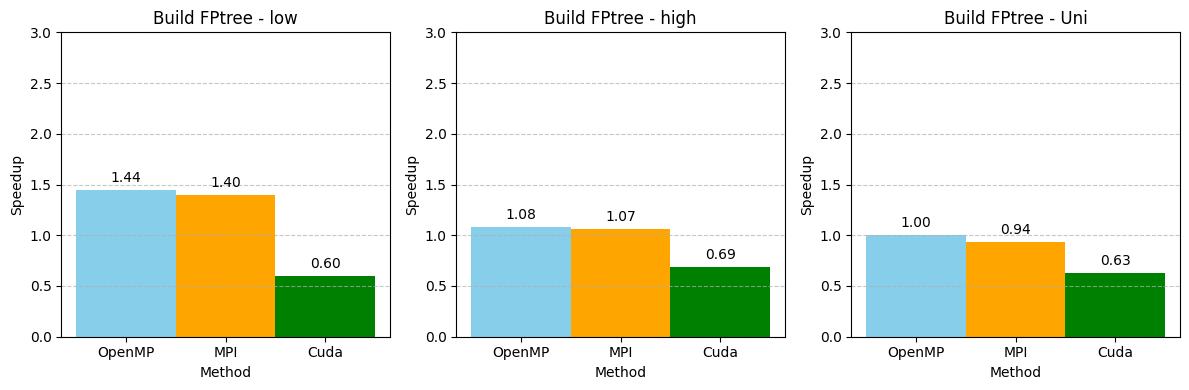 Build FPtree - low
3.0
2.5
2.0
1.5
1.0
0.5
0.0
Speedup
1.44
1.40
0.60
OpenMP MPI Cuda
Method
Build FPtree - high
3.0
2.5
2.0
1.5
1.0
0.5
0.0
Speedup
1.08
1.07
0.69
OpenMP MPI Cuda
Method
Build FPtree - Uni
3.0
2.5
2.0
1.5
1.0
0.5
0.0
Speedup
1.00
0.94
0.63
OpenMP MPI Cuda
Method